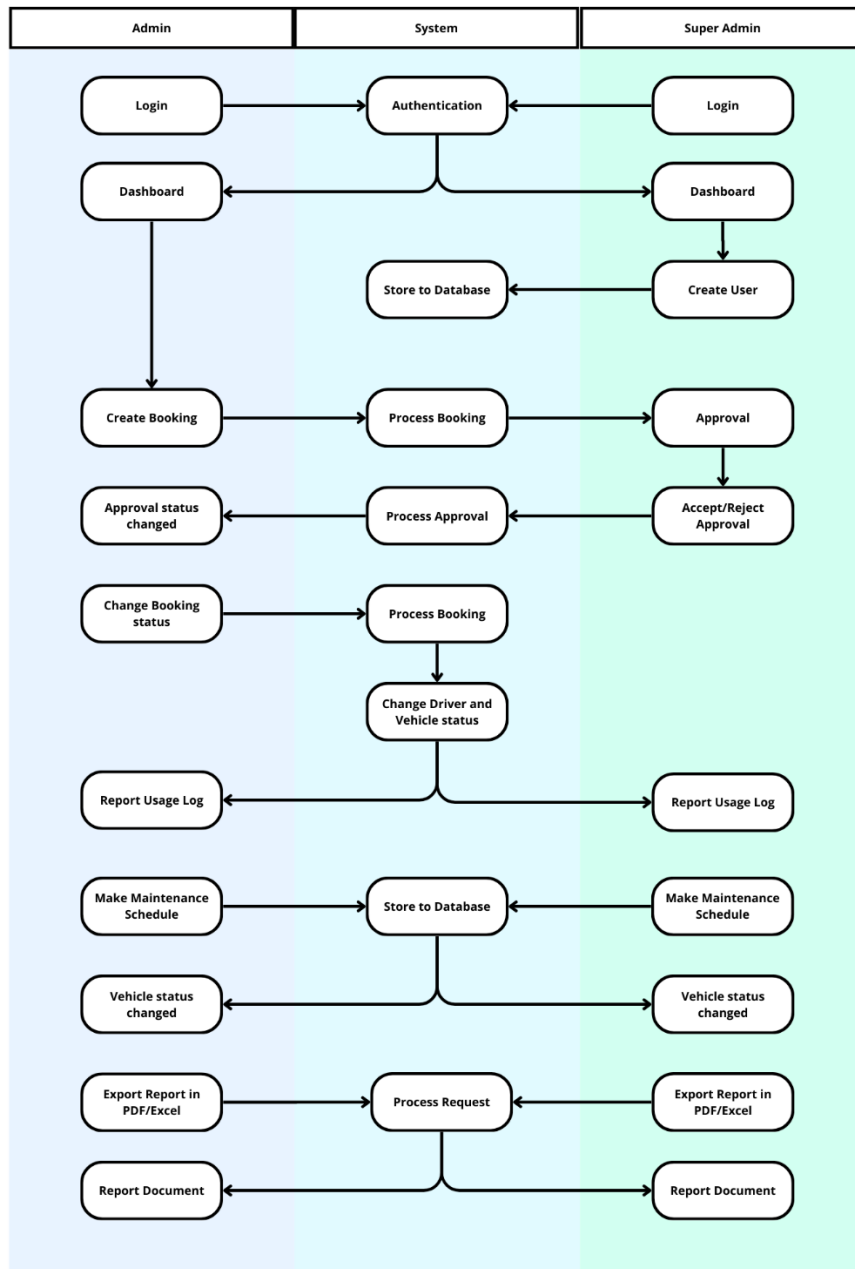 Admin
System
Super Admin
Login
Authentication
Login
Dashboard
Dashboard
Store to Database
Create User
Create Booking
Process Booking
Approval
Approval status
changed
Process Approval
Accept/Reject
Approval
Change Booking
status
Process Booking
Change Driver and
Vehicle status
Report Usage Log
Report Usage Log
Make Maintenance
Schedule
Store to Database
Make Maintenance
Schedule
Vehicle status
changed
Vehicle status
changed
Export Report in
PDF/Excel
Process Request
Export Report in
PDF/Excel
Report Document
Report Document